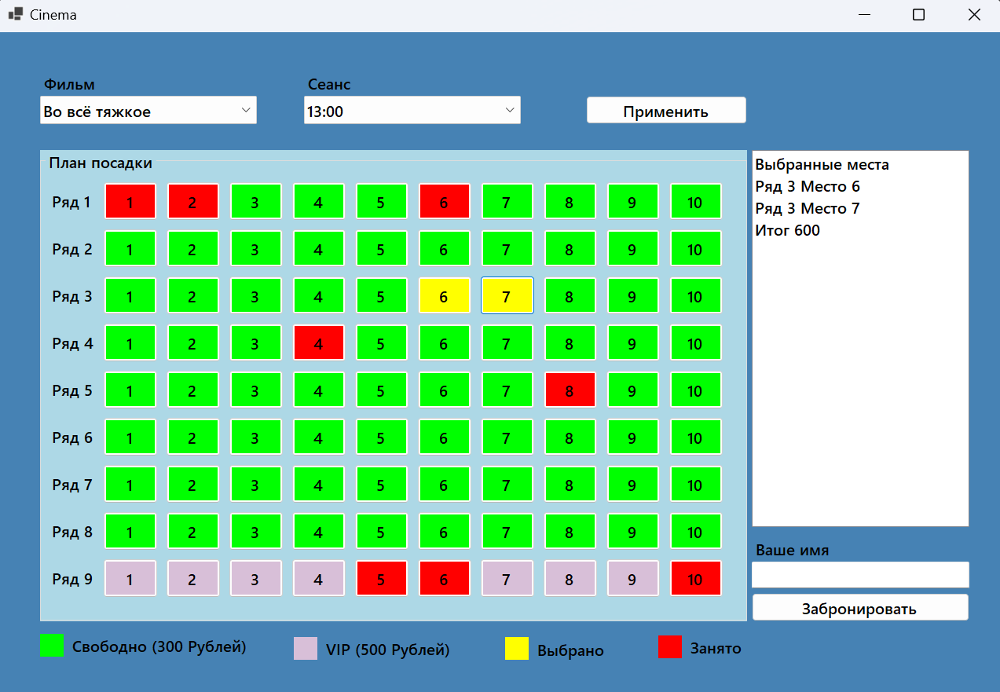 Cinema
Фильм
Сеанс
Во всё тяжкое
13:00
Применить
План посадки
Ряд 1 1 2 3 4 5 6 7 8 9 10
Ряд 2 1 2 3 4 5 6 7 8 9 10
Ряд 3 1 2 3 4 5 6 7 8 9 10
Ряд 4 1 2 3 4 5 6 7 8 9 10
Ряд 5 1 2 3 4 5 6 7 8 9 10
Ряд 6 1 2 3 4 5 6 7 8 9 10
Ряд 7 1 2 3 4 5 6 7 8 9 10
Ряд 8 1 2 3 4 5 6 7 8 9 10
Ряд 9 1 2 3 4 5 6 7 8 9 10
Выбранные места
Ряд 3 Место 6
Ряд 3 Место 7
Итог 600
Ваше имя
Забронировать
Свободно (300 Рублей)
VIP (500 Рублей)
Выбрано
Занято